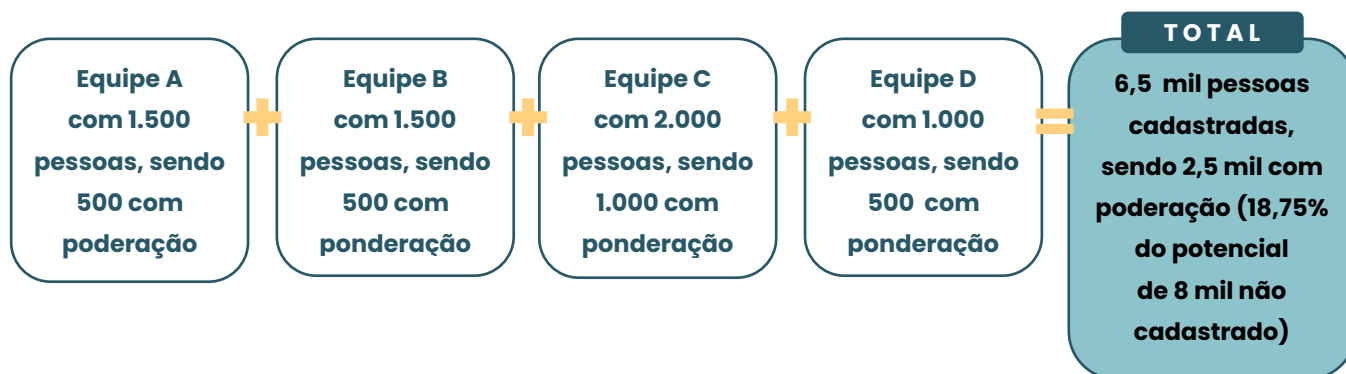 Equipe A
com 1.500
pessoas, sendo
500 com
poderação
Equipe B
com 1.500
pessoas, sendo
500 com
ponderação
Equipe C
com 2.000
pessoas, sendo
1.000 com
ponderação
Equipe D
com 1.000
pessoas, sendo
500 com
ponderação
TOTAL
6,5 mil pessoas
cadastradas,
sendo 2,5 mil com
poderação (18,75%
do potencial
de 8 mil não
cadastrado)